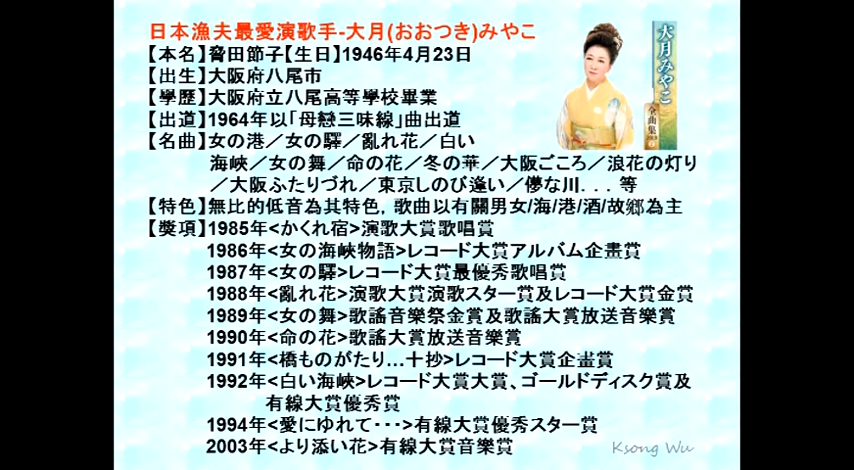 日本漁夫最愛演歌手-大月(おおつき)みやこ
【本名】脅田節子【生日】1946年4月23日
【出生】大阪府八尾市
【學歷】大阪府立八尾高等學校畢業
【出道】1964年以「母戀三味線」曲出道
【名曲】女の港／女の驛／亂れ花／白い
海峽／女の舞／命の花／冬の華／大阪ごころ／浪花の灯り
／大阪ふたりづれ／東京しのび逢い／儚な川．．．等
【特色】無比的低音為其特色，歌曲以有關男女/海/港/酒/故鄉為主
【獎項】1985年<かくれ宿>演歌大賞歌唱賞
1986年<女の海峽物語>レコード大賞アルバム企畫賞
1987年<女の驛>レコード大賞最優秀歌唱賞
1988年<亂れ花>演歌大賞演歌スター賞及レコード大賞金賞
1989年<女の舞>歌謠音樂祭金賞及歌謠大賞放送音樂賞
1990年<命の花>歌謠大賞放送音樂賞
1991年<橋ものがたり...十抄>レコード大賞企畫賞
1992年<白い海峽>レコード大賞大賞、ゴールドディスク賞及
有線大賞優秀賞
1994年<愛にゆれて･･･>有線大賞優秀スター賞
2003年<より添い花>有線大賞音樂賞
大月みやこ
全曲集
Ksong Wu